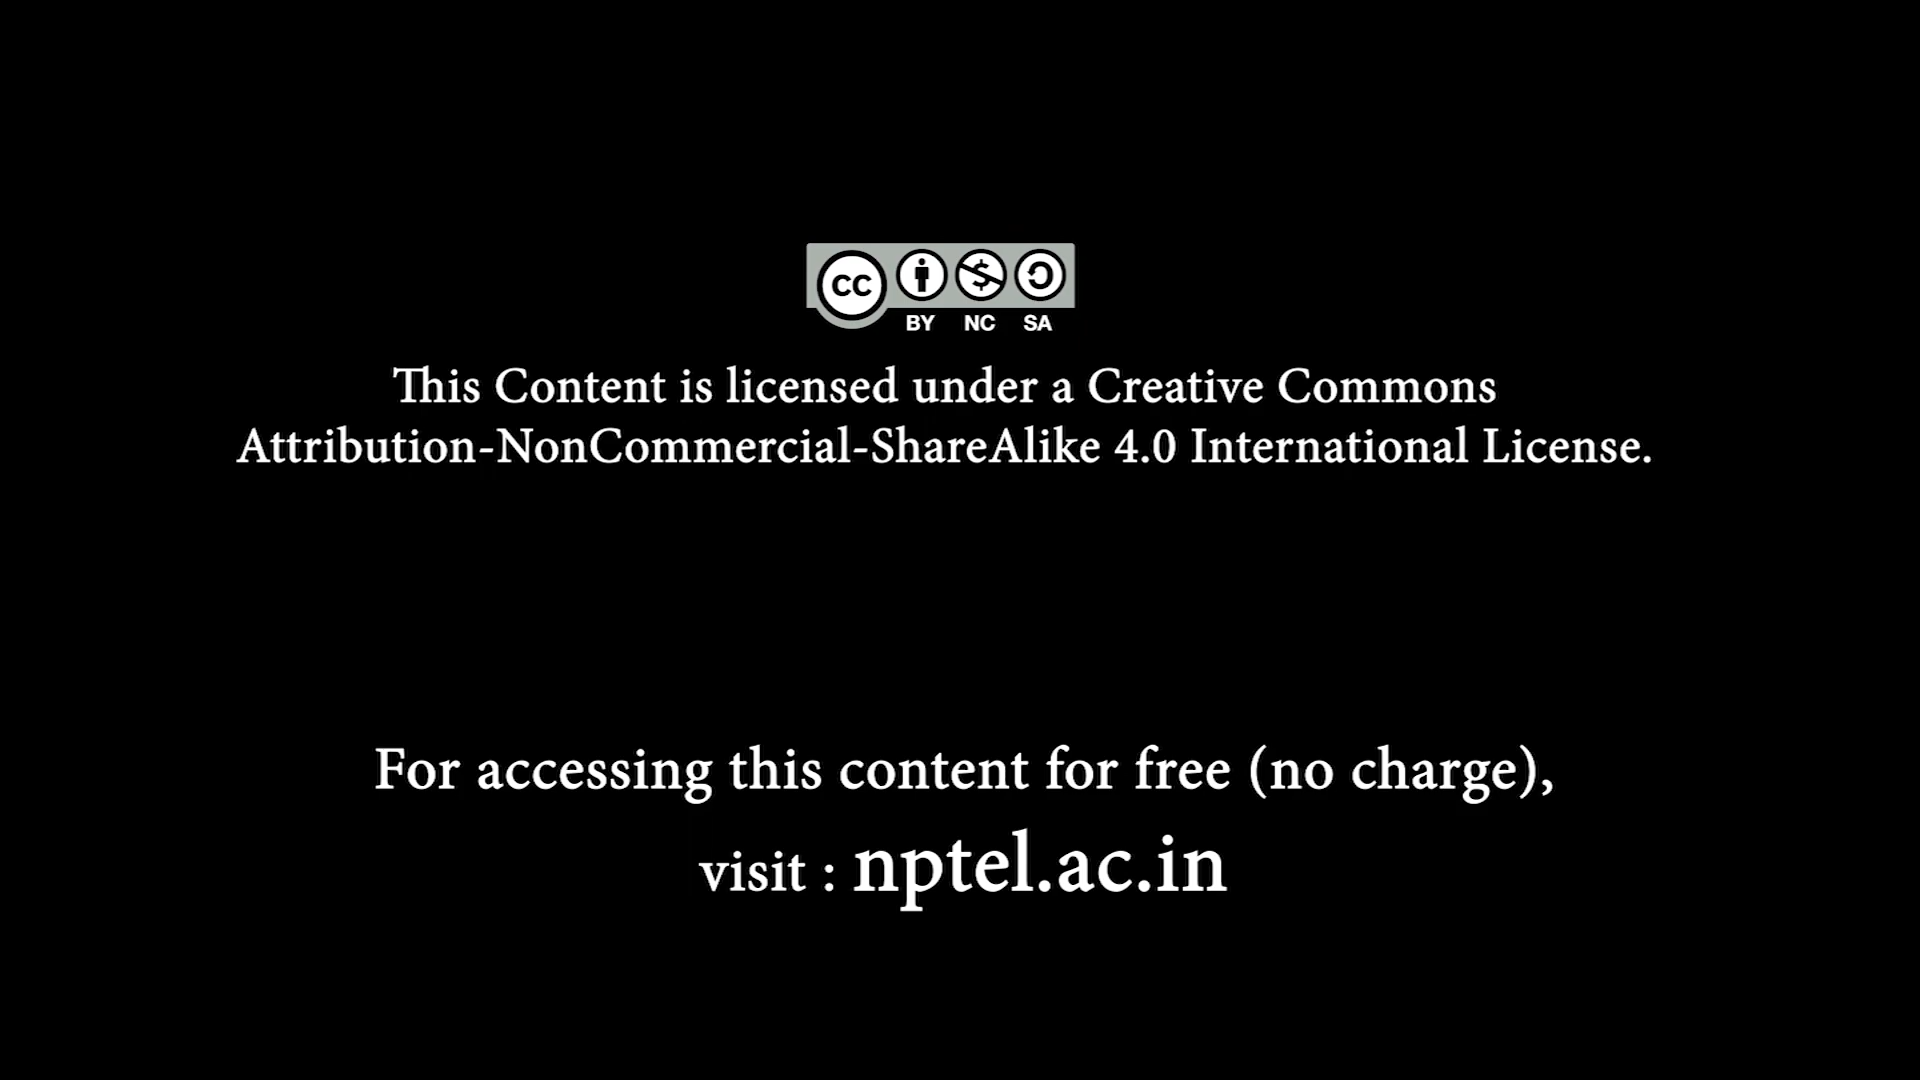 CC
BY NC SA
This Content is licensed under a Creative Commons
Attribution-NonCommercial-ShareAlike 4.0 International License.
For accessing this content for free (no charge),
visit : nptel.ac.in